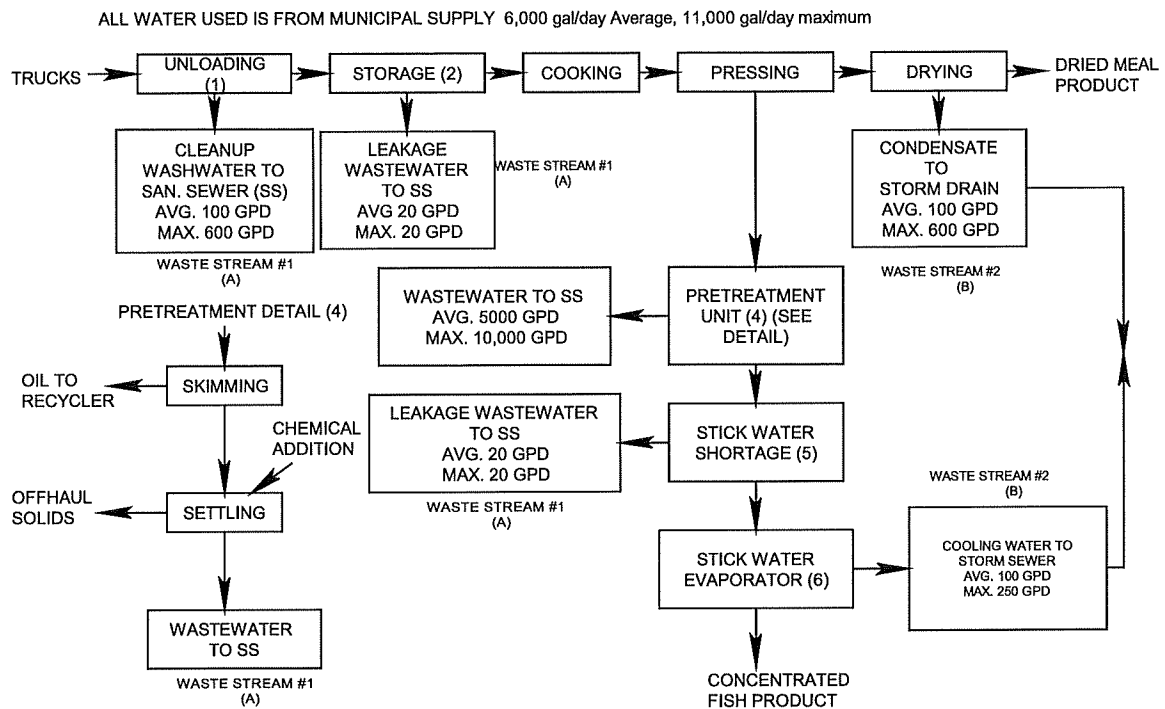 ALL WATER USED IS FROM MUNICIPAL SUPPLY 6,000 gal/day Average, 11,000 gal/day maximum
TRUCKS
UNLOADING
(1)
STORAGE (2)
COOKING
PRESSING
DRYING
DRIED MEAL
PRODUCT
CLEANUP
WASHWATER TO
SAN. SEWER (SS)
AVG. 100 GPD
MAX. 600 GPD
WASTE STREAM #1
(A)
LEAKAGE
WASTEWATER
TO SS
AVG 20 GPD
MAX. 20 GPD
WASTE STREAM #1
(A)
CONDENSATE
TO
STORM DRAIN
AVG. 100 GPD
MAX. 600 GPD
WASTE STREAM #2
(B)
PRETREATMENT DETAIL (4)
SKIMMING
OIL TO
RECYCLER
CHEMICAL
ADDITION
SETTLING
OFFHAUL
SOLIDS
WASTEWATER
TO SS
WASTE STREAM #1
(A)
WASTEWATER TO SS
AVG. 5000 GPD
MAX. 10,000 GPD
PRETREATMENT
UNIT (4) (SEE
DETAIL)
LEAKAGE WASTEWATER
TO SS
AVG. 20 GPD
MAX. 20 GPD
WASTE STREAM #1
(A)
STICK WATER
SHORTAGE (5)
STICK WATER
EVAPORATOR (6)
WASTE STREAM #2
(B)
COOLING WATER TO
STORM SEWER
AVG. 100 GPD
MAX. 250 GPD
CONCENTRATED
FISH PRODUCT